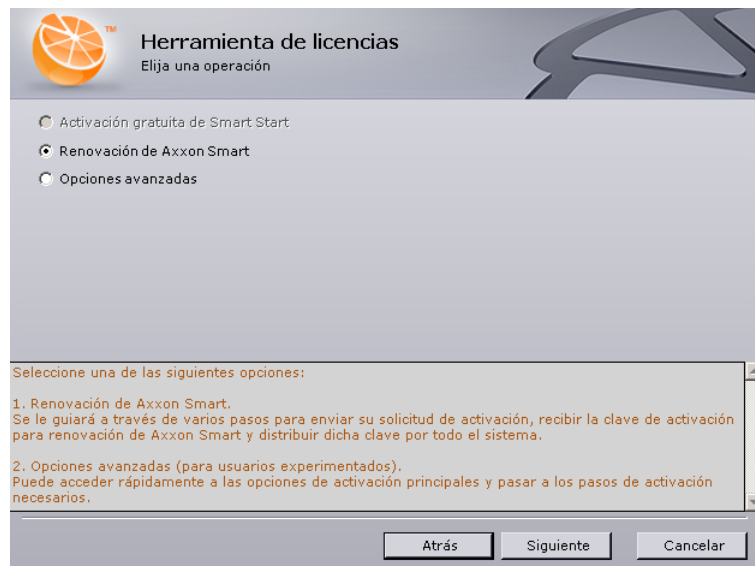 TM
Herramienta de licencias
Elija una operación
Activación gratuita de Smart Start
Renovación de Axxon Smart
Opciones avanzadas
Seleccione una de las siguientes opciones:
1. Renovación de Axxon Smart.
Se le guiará a través de varios pasos para enviar su solicitud de activación, recibir la clave de activación
para renovación de Axxon Smart y distribuir dicha clave por todo el sistema.
2. Opciones avanzadas (para usuarios experimentados).
Puede acceder rápidamente a las opciones de activación principales y pasar a los pasos de activación
necesarios.
Atrás Siguiente Cancelar